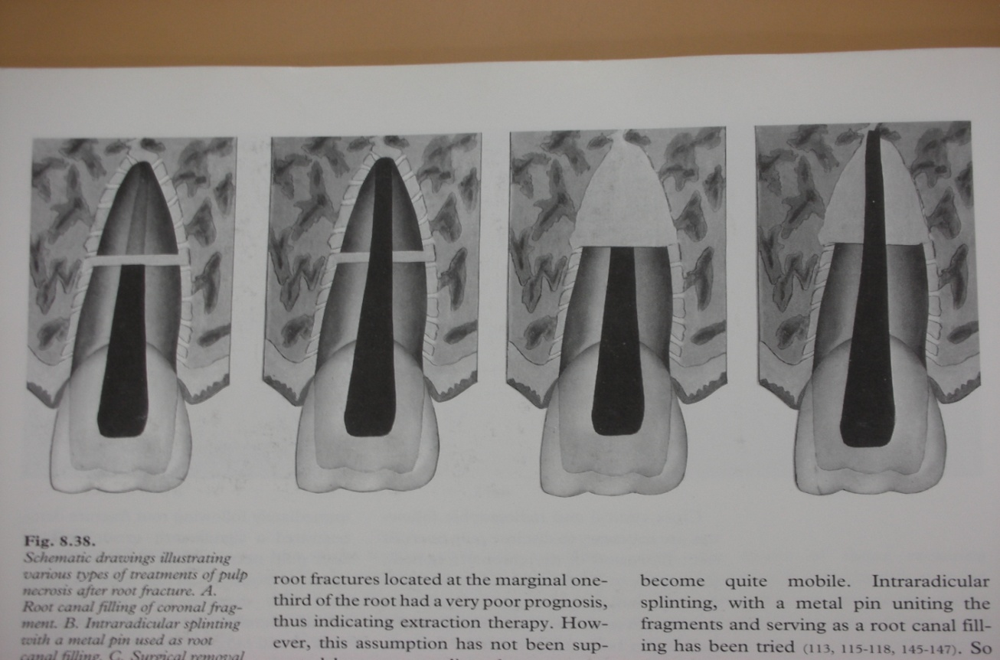 Fig. 8.38.
Schematic drawings illustrating
various types of treatments of pulp
necrosis after root fracture. A.
Root canal filling of coronal frag-
ment. B. Intraradicular splinting
with a metal pin used as root
canal filling. C. Surgical removal
root fractures located at the marginal one-
third of the root had a very poor prognosis,
thus indicating extraction therapy. How-
ever, this assumption has not been sup-
become quite mobile. Intraradicular
splinting, with a metal pin uniting the
fragments and serving as a root canal fill-
ing has been tried (113, 115-118, 145-147). So